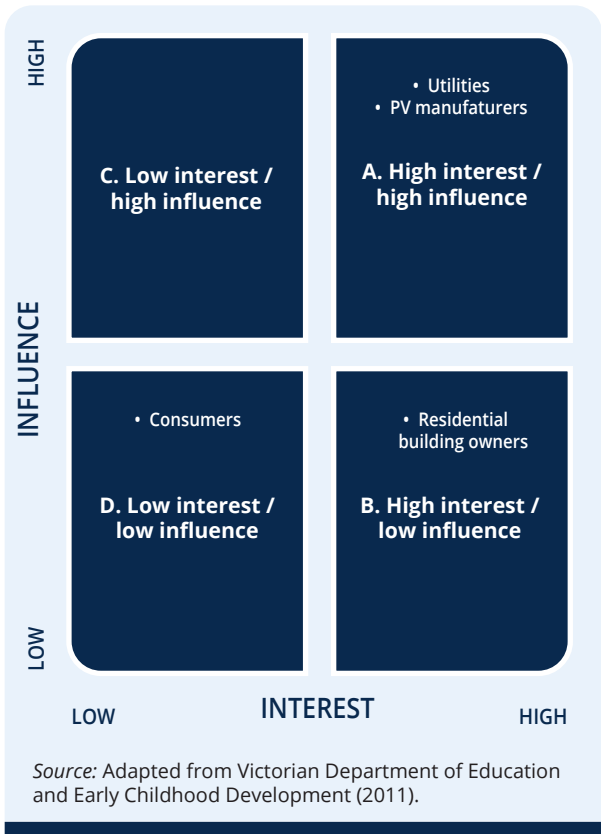 HIGH
• Utilities
• PV manufaturers
C. Low interest /
high influence
A. High interest /
high influence
INFLUENCE
• Consumers
• Residential
building owners
D. Low interest /
low influence
B. High interest /
low influence
LOW
LOW
INTEREST
HIGH
Source: Adapted from Victorian Department of Education
and Early Childhood Development (2011).